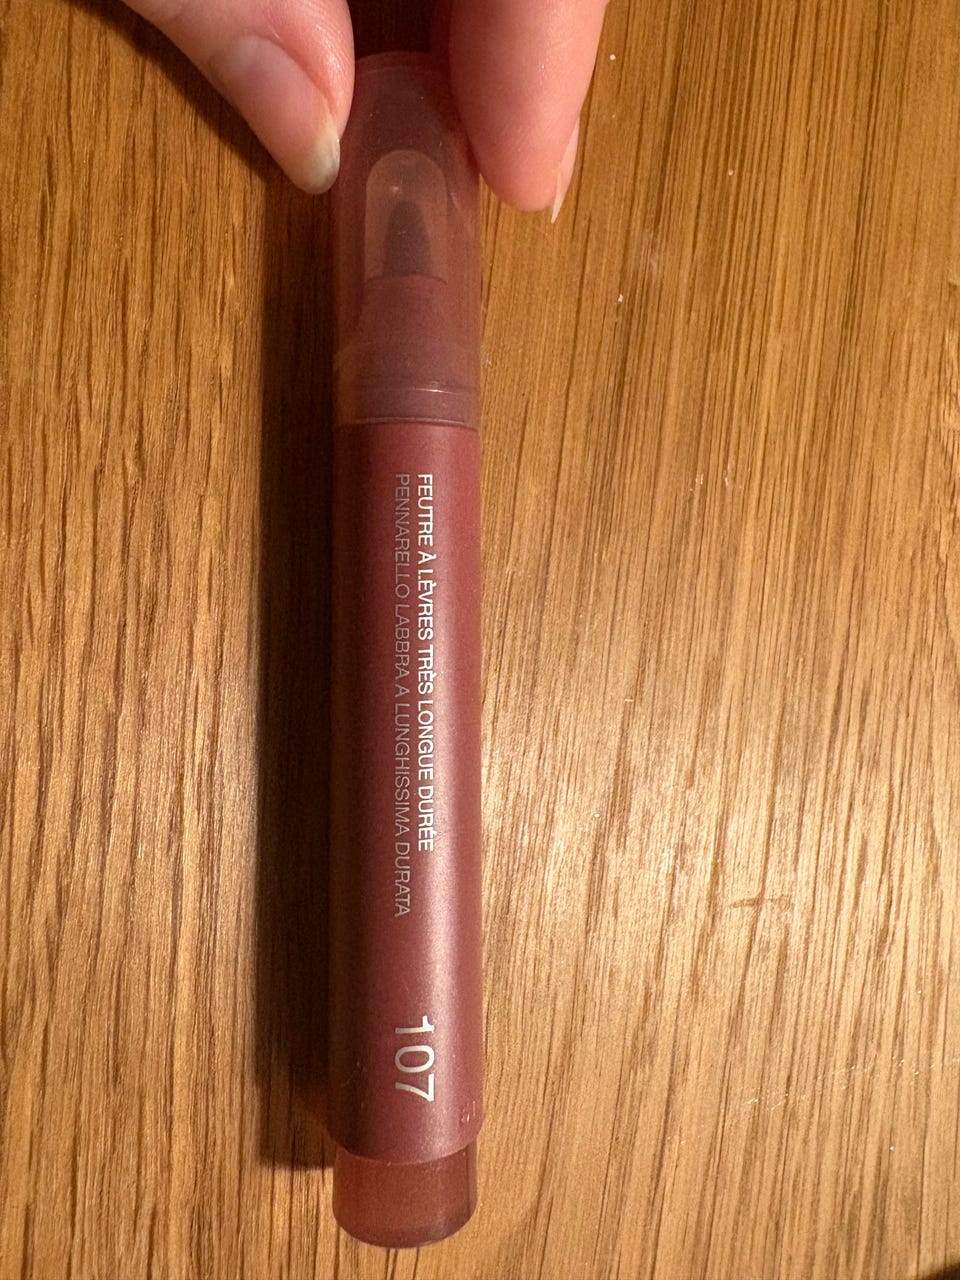 FEUTRE À LÈVRES TRÈS LONGUE DURÉE
PENNARELLO LABBRA A LUNGHISSIMA DURATA
107